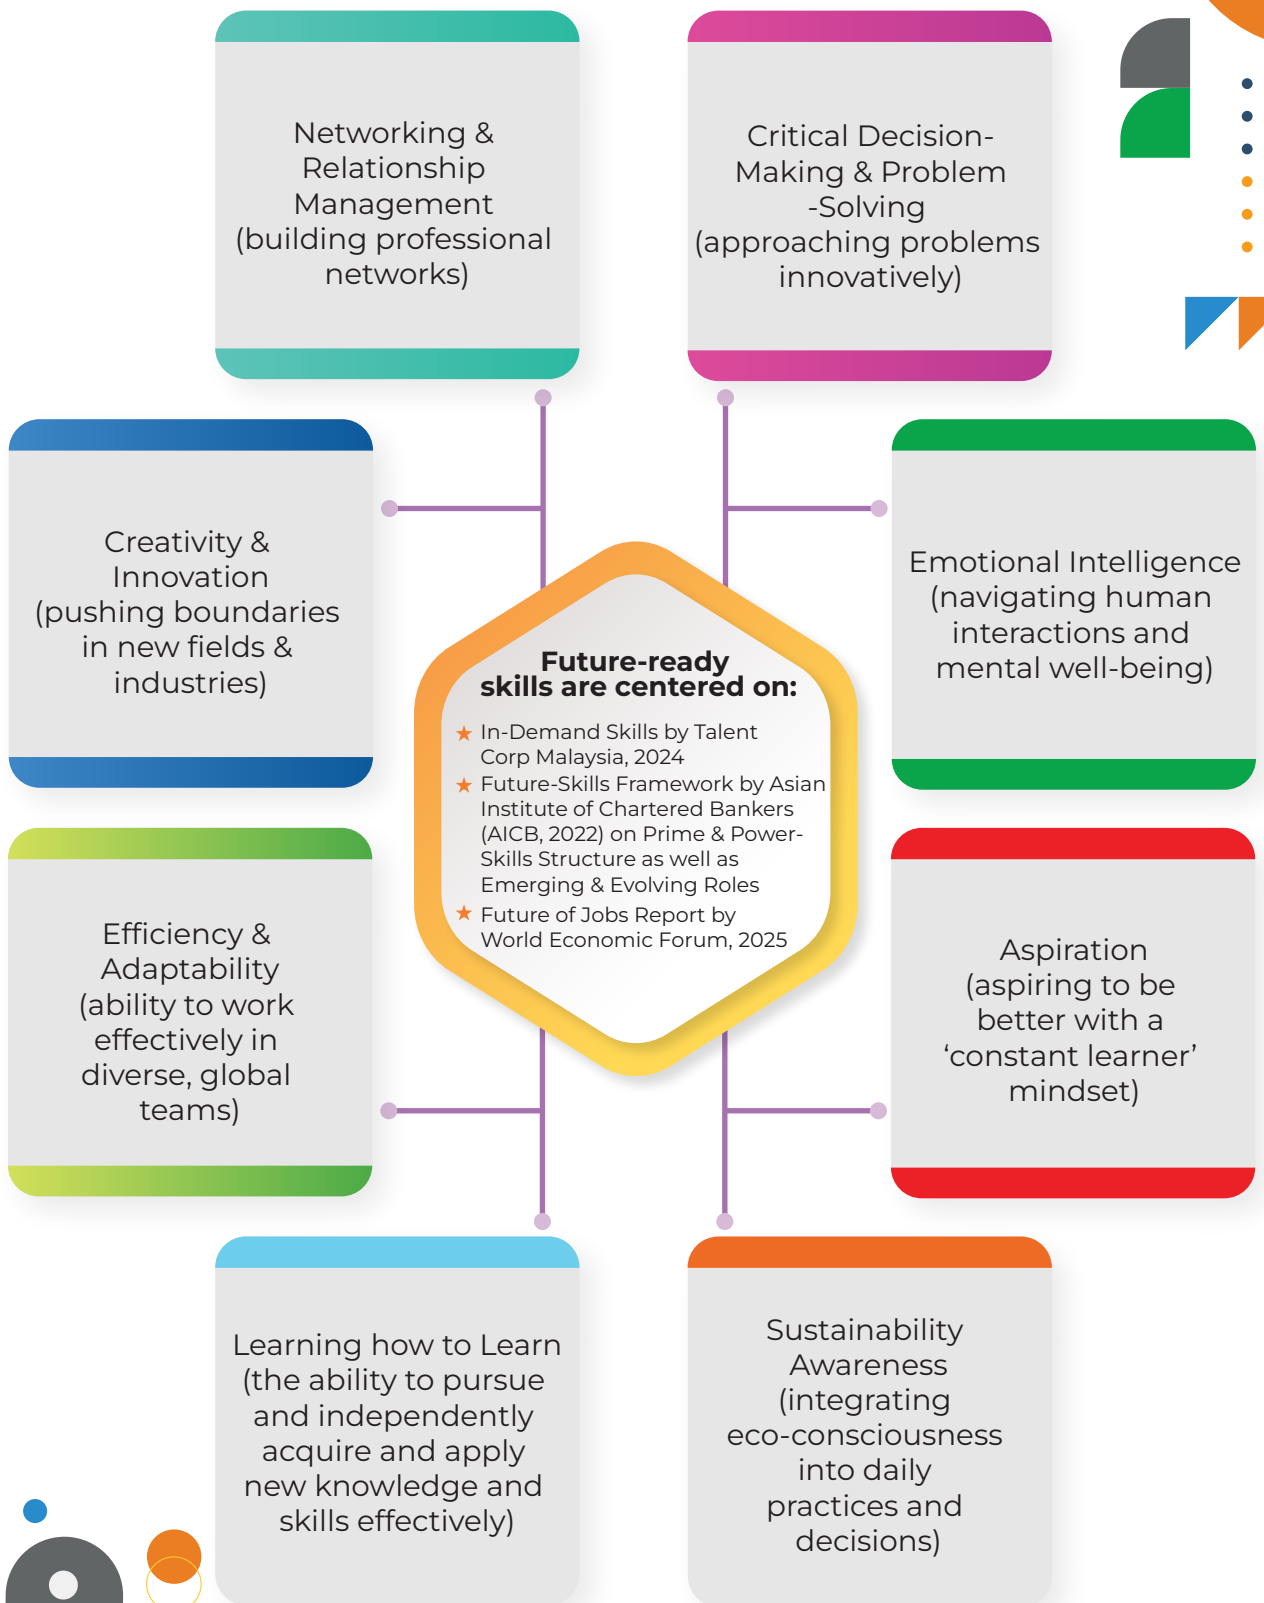 Networking &
Relationship
Management
(building professional
networks)
Critical Decision-
Making & Problem
-Solving
(approaching problems
innovatively)
Creativity &
Innovation
(pushing boundaries
in new fields &
industries)
Emotional Intelligence
(navigating human
interactions and
mental well-being)
Future-ready
skills are centered on:
In-Demand Skills by Talent
Corp Malaysia, 2024
Future-Skills Framework by Asian
Institute of Chartered Bankers
(AICB, 2022) on Prime & Power-
Skills Structure as well as
Emerging & Evolving Roles
Future of Jobs Report by
World Economic Forum, 2025
Efficiency &
Adaptability
(ability to work
effectively in
diverse, global
teams)
Aspiration
(aspiring to be
better with a
‘constant learner’
mindset)
Learning how to Learn
(the ability to pursue
and independently
acquire and apply
new knowledge and
skills effectively)
Sustainability
Awareness
(integrating
eco-consciousness
into daily
practices and
decisions)